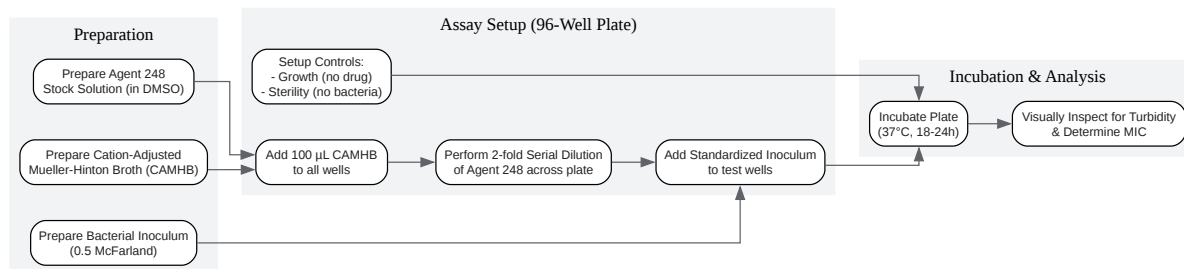 Preparation
Prepare Agent 248
Stock Solution (in DMSO)
Prepare Cation-Adjusted
Mueller-Hinton Broth (CAMHB)
Prepare Bacterial Inoculum
(0.5 McFarland)
Assay Setup (96-Well Plate)
Setup Controls:
- Growth (no drug)
- Sterility (no bacteria)
Add 100 µL CAMHB
to all wells
Perform 2-fold Serial Dilution
of Agent 248 across plate
Add Standardized Inoculum
to test wells
Incubation & Analysis
Incubate Plate
(37°C, 18-24h)
Visually Inspect for Turbidity
& Determine MIC